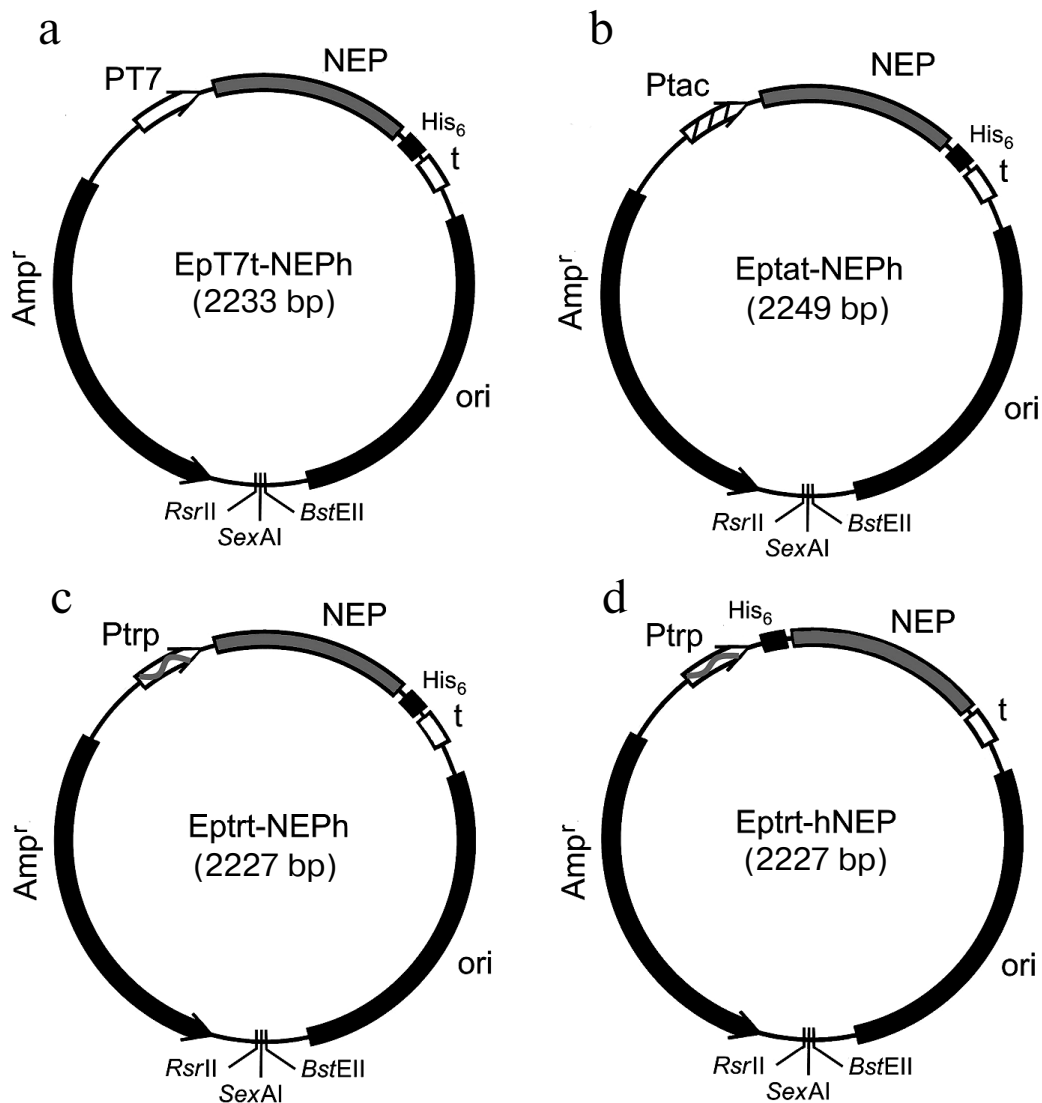 a
PT7
NEP
His6
t
Ampr
EpT7t-NEPh
(2233 bp)
ori
RsrII
SexAI
BstEII
b
Ptac
NEP
His6
t
Ampr
Eptat-NEPh
(2249 bp)
ori
RsrII
SexAI
BstEII
c
Ptrp
NEP
His6
t
Ampr
Eptrt-NEPh
(2227 bp)
ori
RsrII
SexAI
BstEII
d
Ptrp
His6
NEP
t
Ampr
Eptrt-hNEP
(2227 bp)
ori
RsrII
SexAI
BstEII